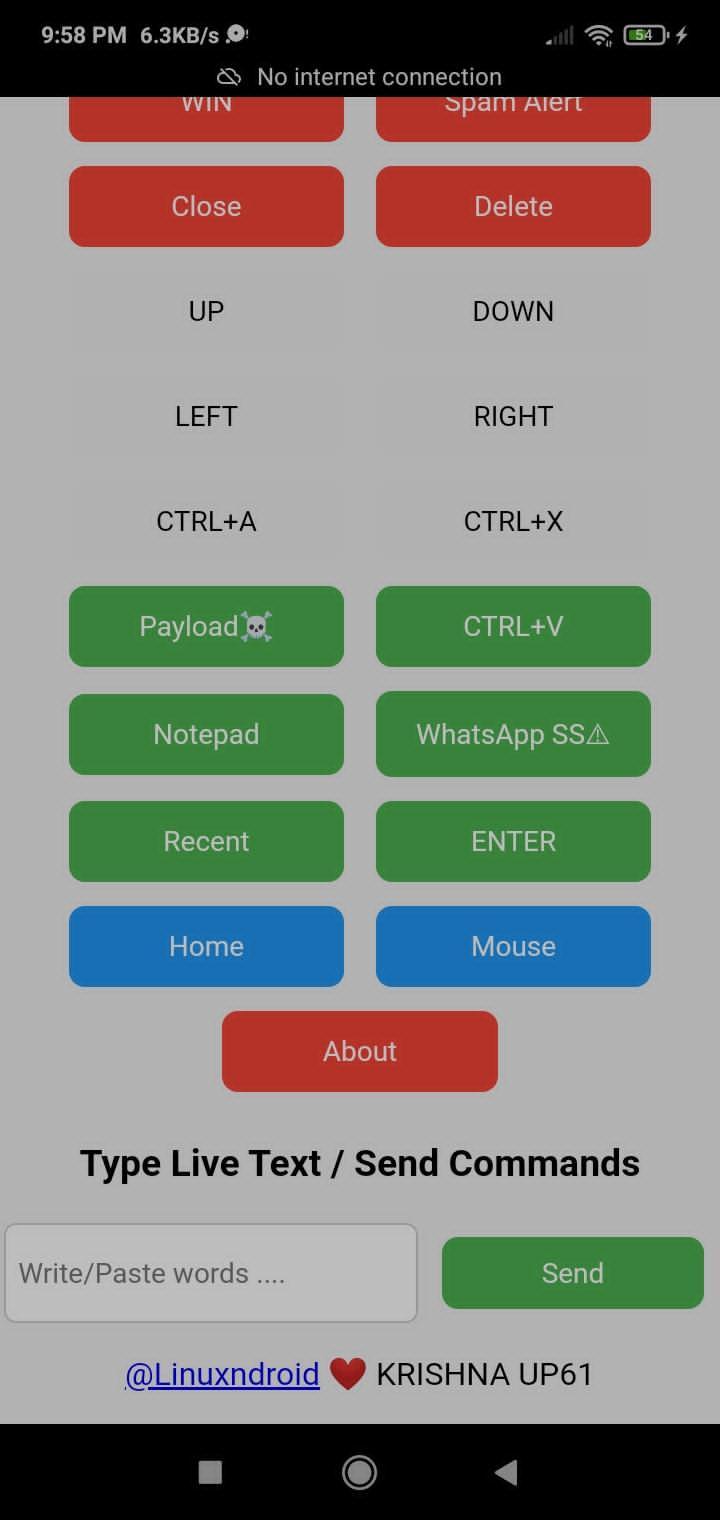 9:58 PM 6.3KB/s
54
No internet connection
WIN Spam Alert
Close Delete
UP DOWN
LEFT RIGHT
CTRL+A CTRL+X
Payload☠️ CTRL+V
Notepad WhatsApp SS⚠
Recent ENTER
Home Mouse
About
Type Live Text / Send Commands
Write/Paste words .... Send
@Linuxndroid ❤️ KRISHNA UP61